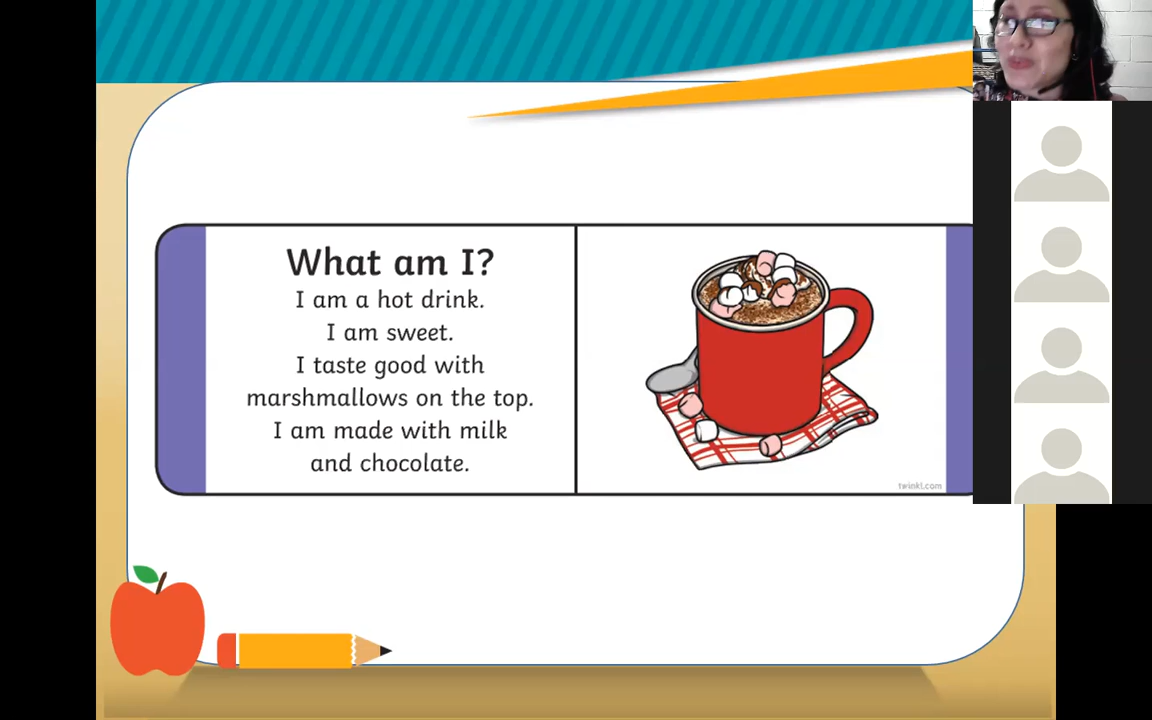 What am I?
I am a hot drink.
I am sweet.
I taste good with
marshmallows on the top.
I am made with milk
and chocolate.
twinkl.com